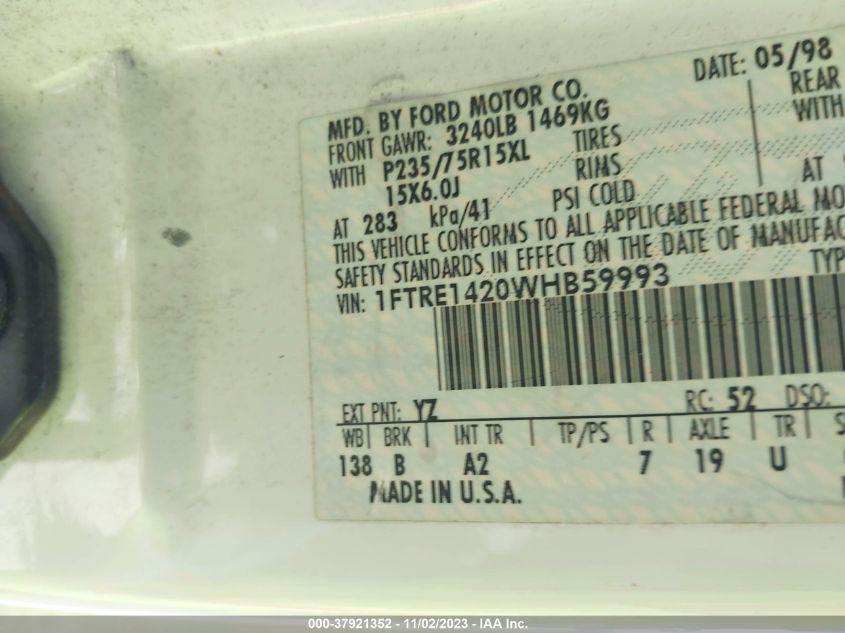 DATE: 05/98
MFD. BY FORD MOTOR CO.
FRONT GAWR: 3240LB 1469KG
REAR
WITH P235/75R15XL TIRES
WITH
15X6.0J RIMS
AT 283 kPa/41 PSI COLD
AT
THIS VEHICLE CONFORMS TO ALL APPLICABLE FEDERAL MO
SAFETY STANDARDS IN EFFECT ON THE DATE OF MANUFAC
VIN: 1FTRE1420WHB59993
TYP
EXT PNT: YZ RC: 52 DSO:
WB BRK INT TR TP/PS R AXLE TR S
138 B A2 7 19 U
MADE IN U.S.A.
000-37921352 - 11/02/2023 - IAA Inc.